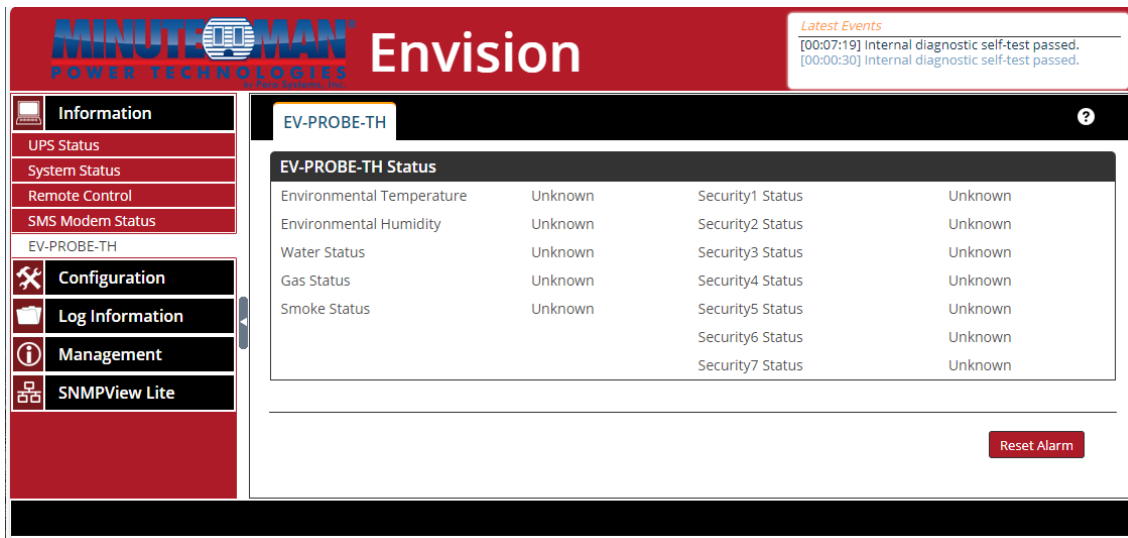 MINUTEMAN
POWER TECHNOLOGIES
by Para Systems, Inc.
Envision
Latest Events
[00:07:19] Internal diagnostic self-test passed.
[00:00:30] Internal diagnostic self-test passed.
Information
UPS Status
System Status
Remote Control
SMS Modem Status
EV-PROBE-TH
Configuration
Log Information
Management
SNMPView Lite
EV-PROBE-TH
?
EV-PROBE-TH Status
Environmental Temperature Unknown Security1 Status Unknown
Environmental Humidity Unknown Security2 Status Unknown
Water Status Unknown Security3 Status Unknown
Gas Status Unknown Security4 Status Unknown
Smoke Status Unknown Security5 Status Unknown
Security6 Status Unknown
Security7 Status Unknown
Reset Alarm